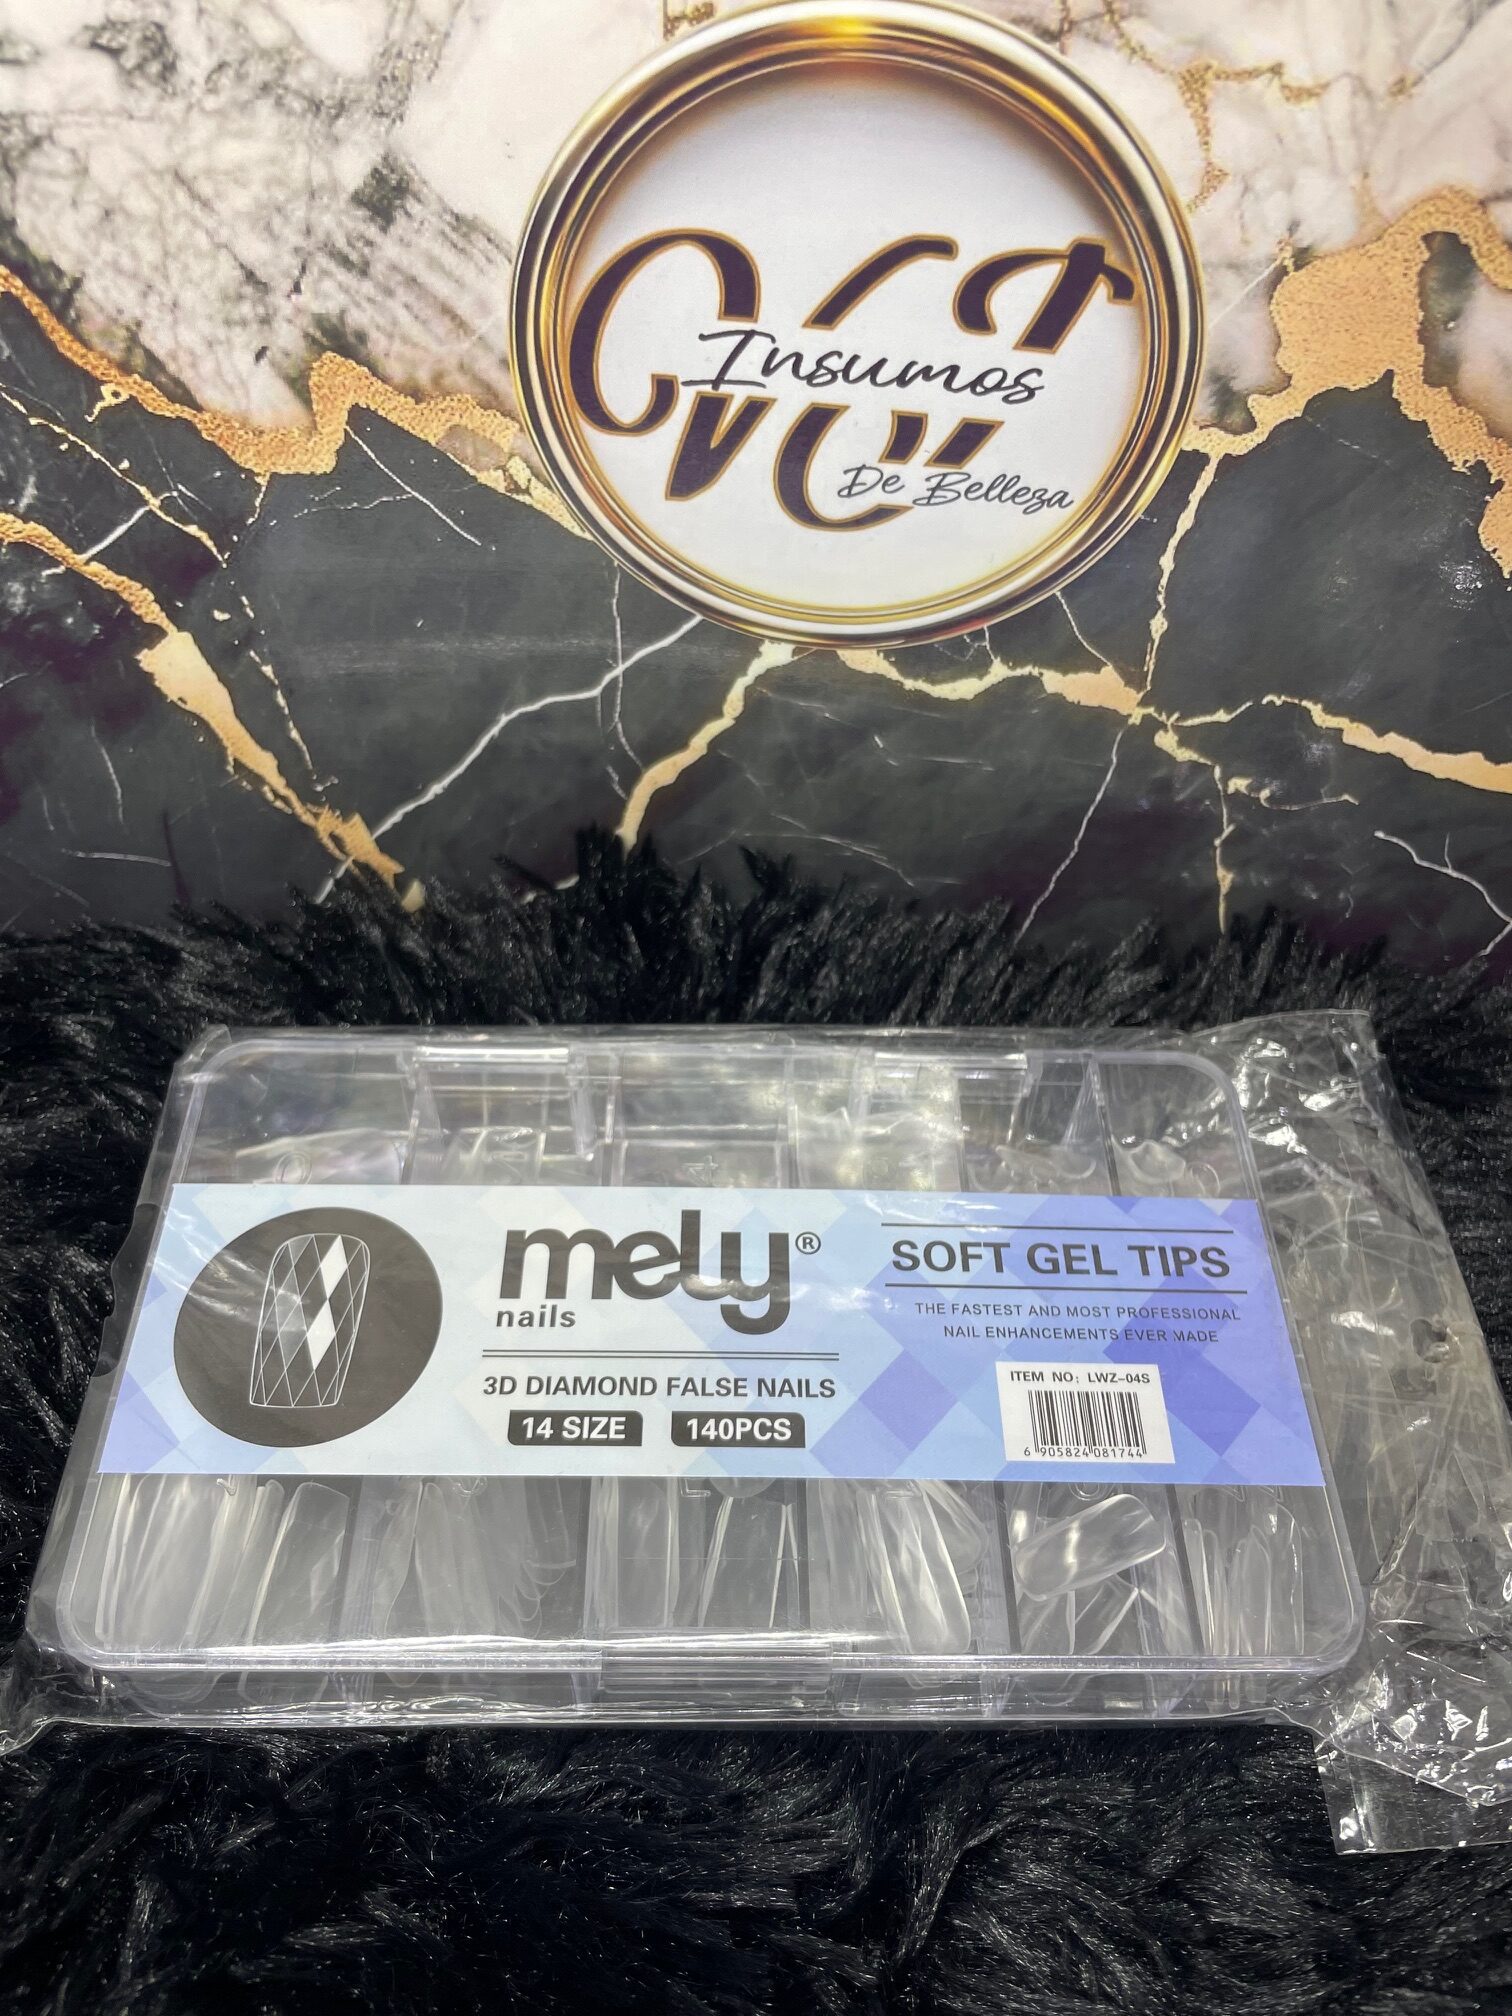 Insumos
De Belleza
mely®
nails
3D DIAMOND FALSE NAILS
14 SIZE 140PCS
SOFT GEL TIPS
THE FASTEST AND MOST PROFESSIONAL
NAIL ENHANCEMENTS EVER MADE
ITEM NO: LWZ-04S
6 905824 081744